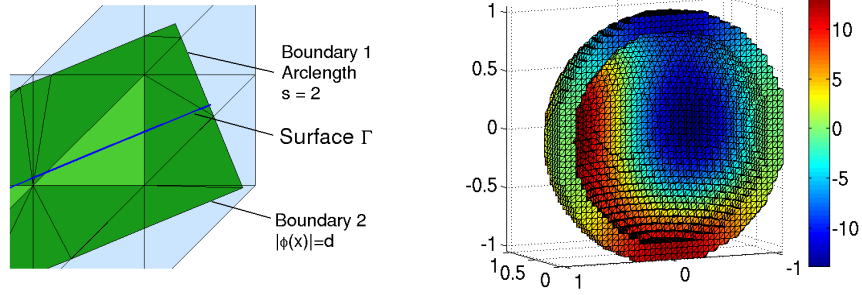 Boundary 1
Arclength
s = 2
Surface Γ
Boundary 2
|ϕ(x)|=d
1
0.5
0
-0.5
-1
1
0.5
0
1
0
-1
10
5
0
-5
-10